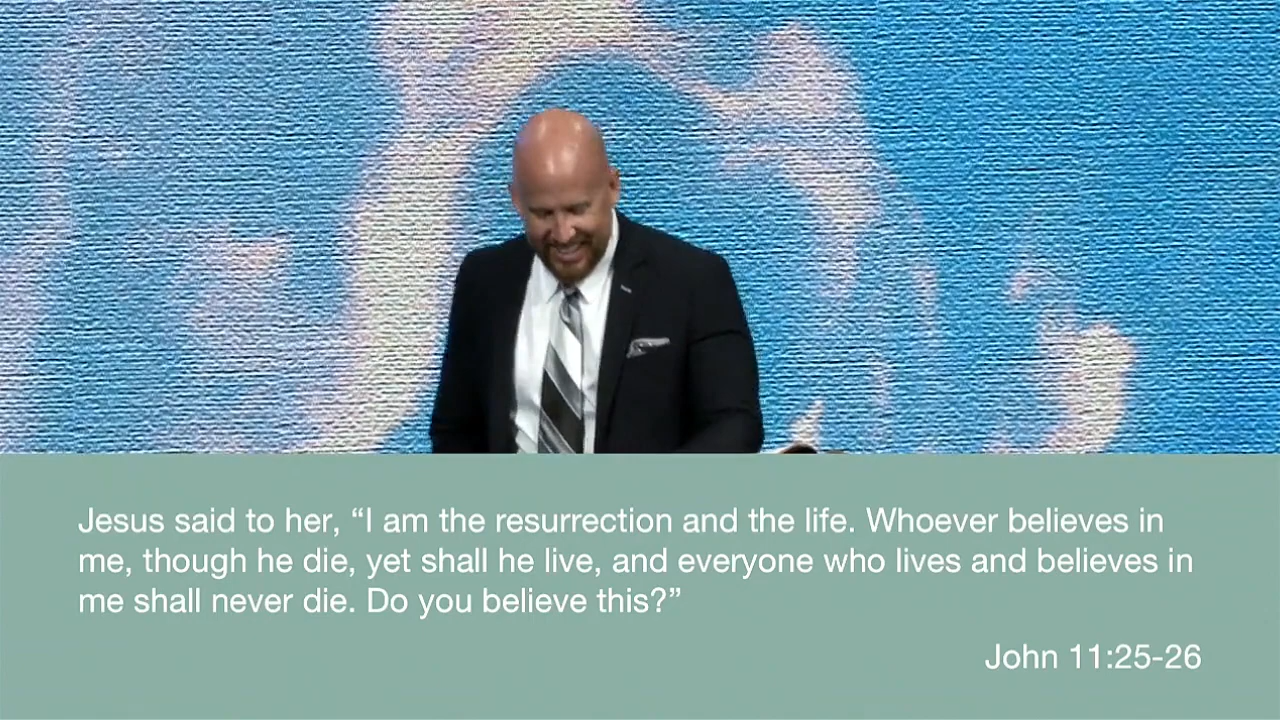 Jesus said to her, “I am the resurrection and the life. Whoever believes in
me, though he die, yet shall he live, and everyone who lives and believes in
me shall never die. Do you believe this?”
John 11:25-26